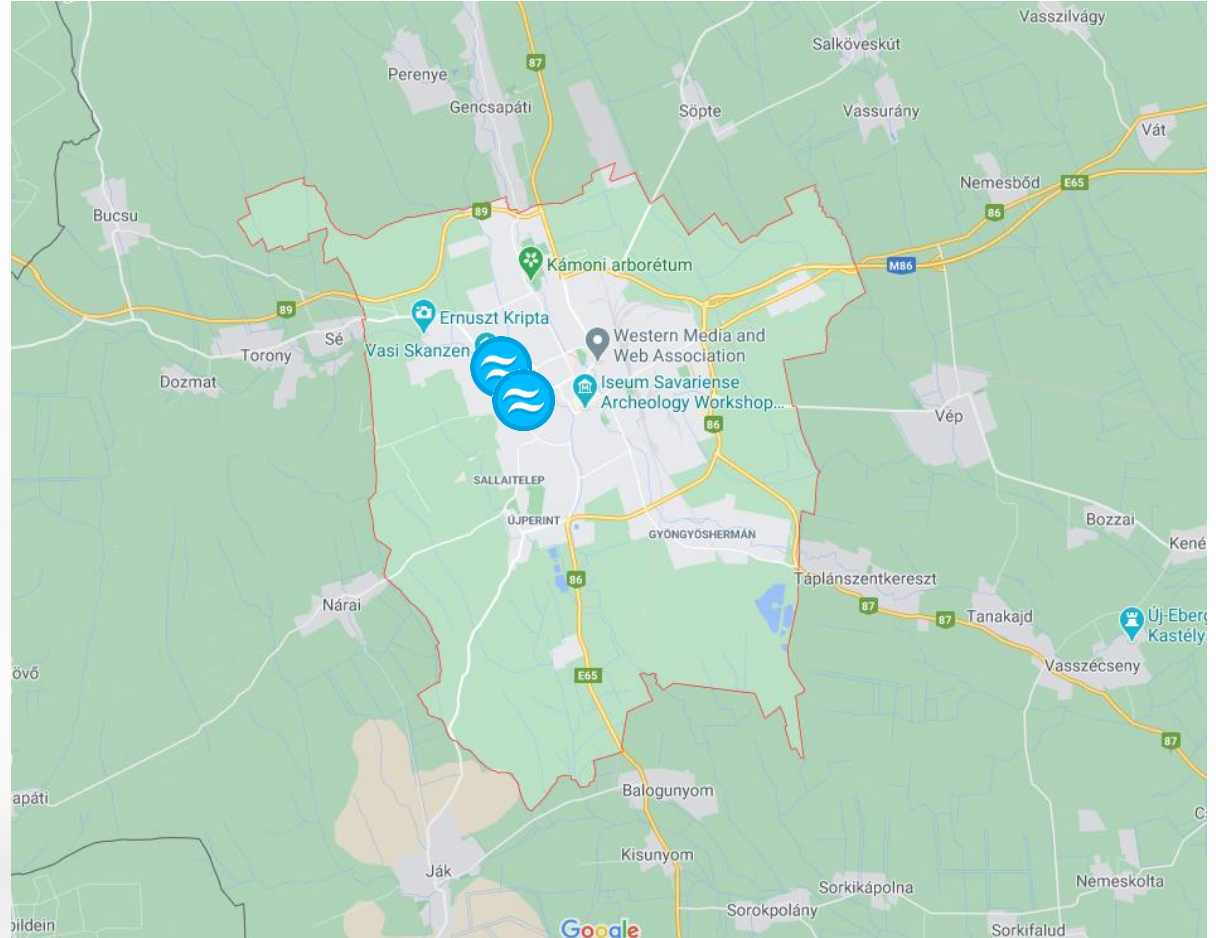 Vasszilvágy
Salköveskút
87
Perenye
Gencsapáti
Söpte
Vassurány
Vát
Nemesbőd
E65
89
86
Bucsu
Kámoni arborétum
M86
89
Ernuszt Kripta
Sé
Western Media and
Web Association
Vasi Skanzen
Torony
Dozmat
Iseum Savariense
Archeology Workshop...
Vép
86
SALLAITELEP
ÚJPERINT
GYÖNGYÖSHERMÁN
Bozzai
Kené
86
Táplánszentkereszt
Nárai
87
87
Tanakajd
Új-Eberg
Kastély
Vasszécseny
övő
E65
87
Balogunyom
apáti
Kisunyom
Ják
Sorkikápolna
Nemeskolta
Sorokpolány
Sorkifalud
Google